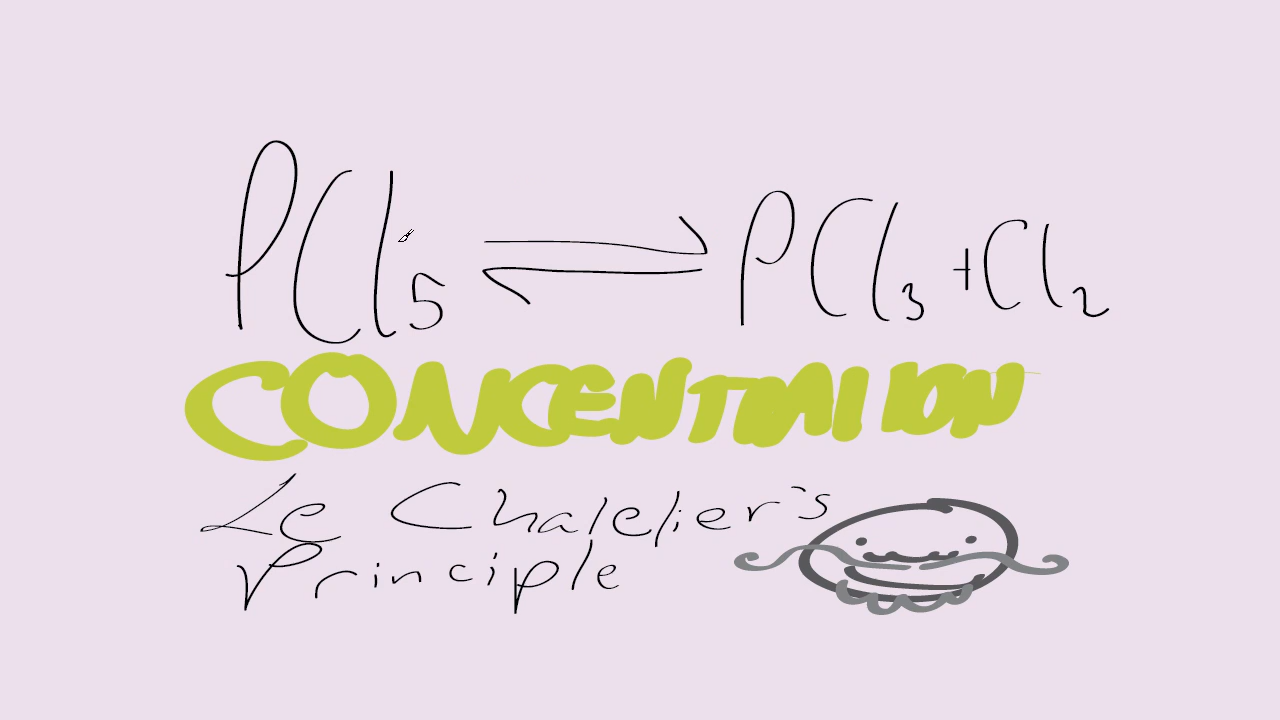 PCl₅ ⇌ PCl₃ + Cl₂
CONCENTRATION
Le Chatelier's
Principle